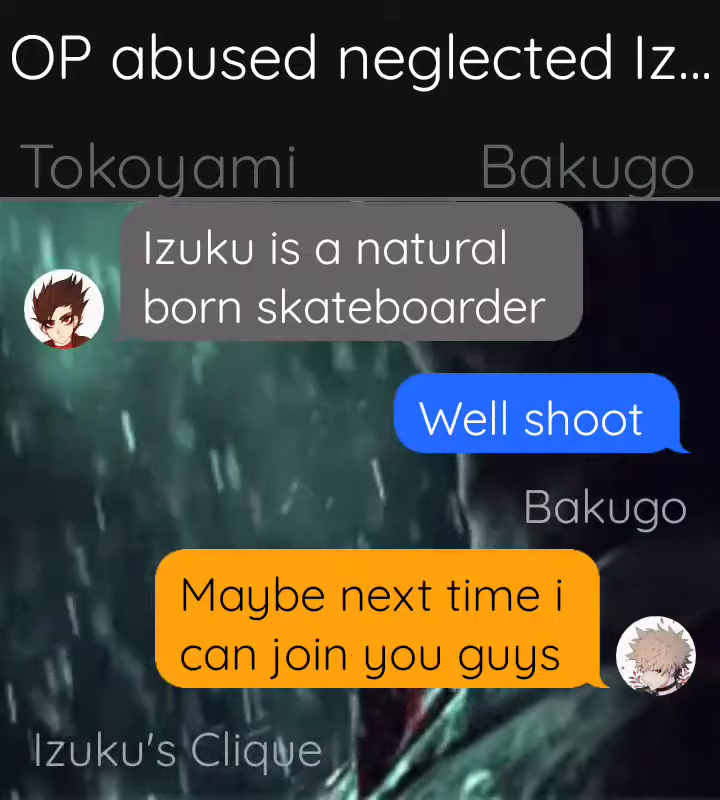 OP abused neglected Iz...
Tokoyami
Bakugo
Izuku is a natural
born skateboarder
Well shoot
Bakugo
Maybe next time i
can join you guys
Izuku's Clique